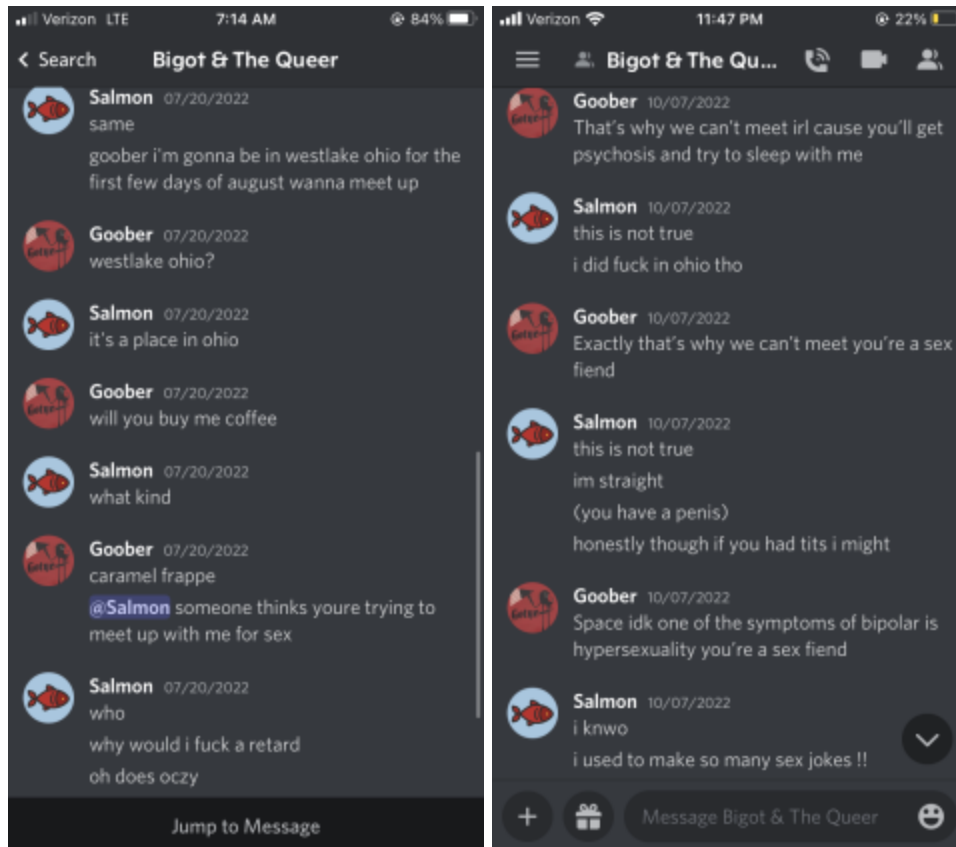 Verizon LTE 7:14 AM 84%
Search Bigot & The Queer
Salmon 07/20/2022
same
goober i'm gonna be in westlake ohio for the
first few days of august wanna meet up
Goober 07/20/2022
westlake ohio?
Salmon 07/20/2022
it's a place in ohio
Goober 07/20/2022
will you buy me coffee
Salmon 07/20/2022
what kind
Goober 07/20/2022
caramel frappe
@Salmon someone thinks youre trying to
meet up with me for sex
Salmon 07/20/2022
who
why would i fuck a retard
oh does oczy
Jump to Message
Verizon 11:47 PM 22%
Bigot & The Qu...
Goober 10/07/2022
That's why we can't meet irl cause you'll get
psychosis and try to sleep with me
Salmon 10/07/2022
this is not true
i did fuck in ohio tho
Goober 10/07/2022
Exactly that's why we can't meet you're a sex
fiend
Salmon 10/07/2022
this is not true
im straight
(you have a penis)
honestly though if you had tits i might
Goober 10/07/2022
Space idk one of the symptoms of bipolar is
hypersexuality you're a sex fiend
Salmon 10/07/2022
i knwo
i used to make so many sex jokes !!
Message Bigot & The Queer